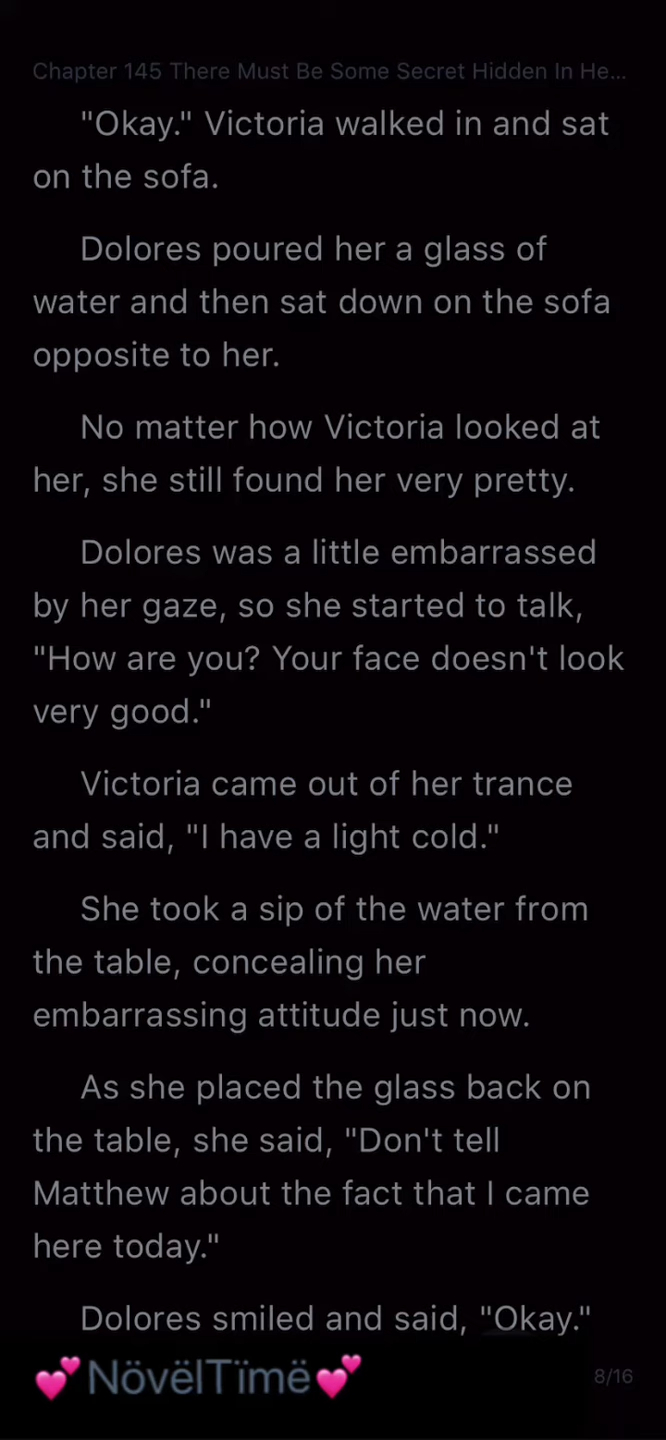 Chapter 145 There Must Be Some Secret Hidden In He...
"Okay." Victoria walked in and sat
on the sofa.
Dolores poured her a glass of
water and then sat down on the sofa
opposite to her.
No matter how Victoria looked at
her, she still found her very pretty.
Dolores was a little embarrassed
by her gaze, so she started to talk,
"How are you? Your face doesn't look
very good."
Victoria came out of her trance
and said, "I have a light cold."
She took a sip of the water from
the table, concealing her
embarrassing attitude just now.
As she placed the glass back on
the table, she said, "Don't tell
Matthew about the fact that I came
here today."
Dolores smiled and said, "Okay."
💕NövëlTïmë💕
8/16